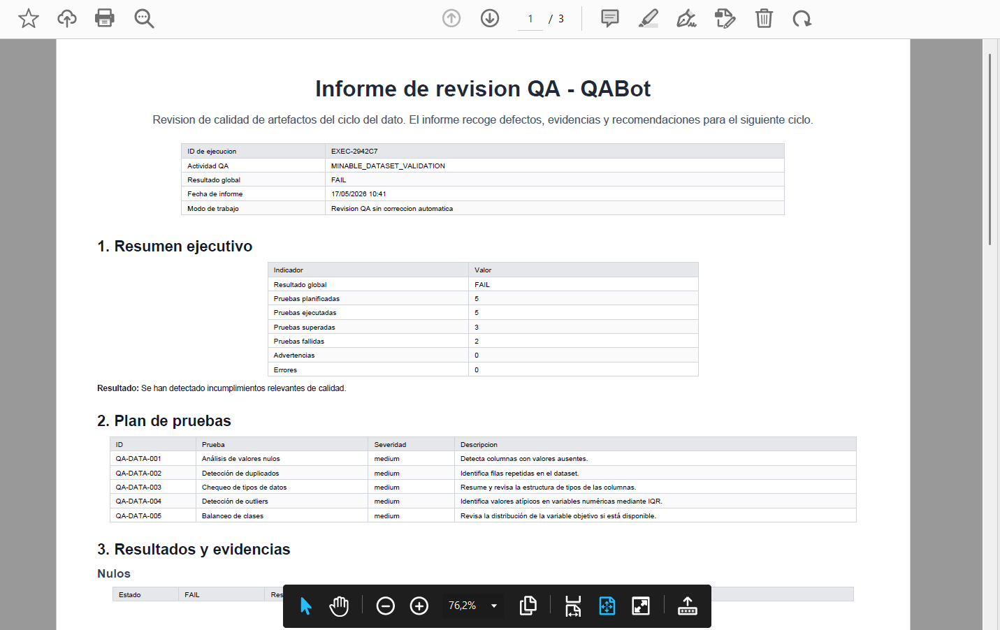 1 / 3
Informe de revision QA - QABot
Revision de calidad de artefactos del ciclo del dato. El informe recoge defectos, evidencias y recomendaciones para el siguiente ciclo.
ID de ejecucion EXEC-2942C7
Actividad QA MINABLE_DATASET_VALIDATION
Resultado global FAIL
Fecha de informe 17/05/2026 10:41
Modo de trabajo Revision QA sin correccion automatica
1. Resumen ejecutivo
Indicador Valor
Resultado global FAIL
Pruebas planificadas 5
Pruebas ejecutadas 5
Pruebas superadas 3
Pruebas fallidas 2
Advertencias 0
Errores 0
Resultado: Se han detectado incumplimientos relevantes de calidad.
2. Plan de pruebas
ID Prueba Severidad Descripcion
QA-DATA-001 Análisis de valores nulos medium Detecta columnas con valores ausentes.
QA-DATA-002 Detección de duplicados medium Identifica filas repetidas en el dataset.
QA-DATA-003 Chequeo de tipos de datos medium Resume y revisa la estructura de tipos de las columnas.
QA-DATA-004 Detección de outliers medium Identifica valores atípicos en variables numéricas mediante IQR.
QA-DATA-005 Balanceo de clases medium Revisa la distribución de la variable objetivo si está disponible.
3. Resultados y evidencias
Nulos
Estado FAIL Res
76,2%